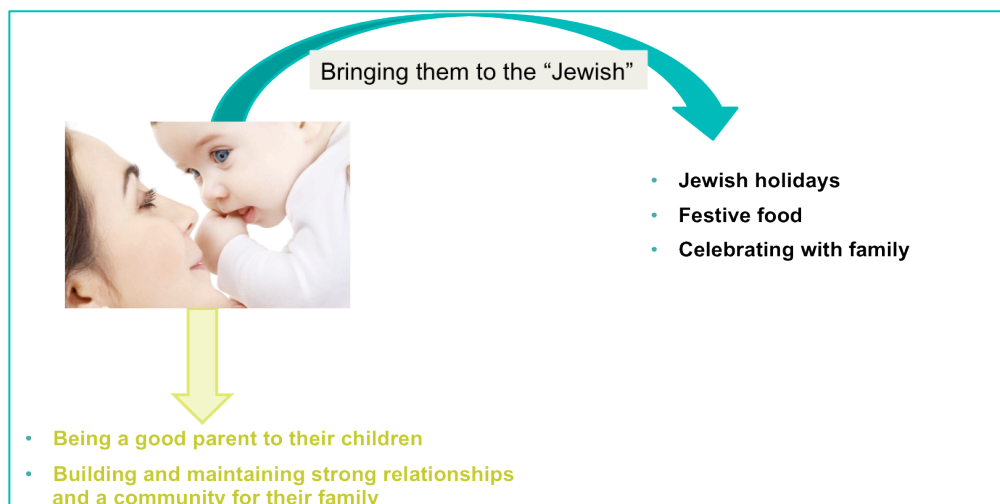 Bringing them to the “Jewish”
• Jewish holidays
• Festive food
• Celebrating with family
• Being a good parent to their children
• Building and maintaining strong relationships
and a community for their family